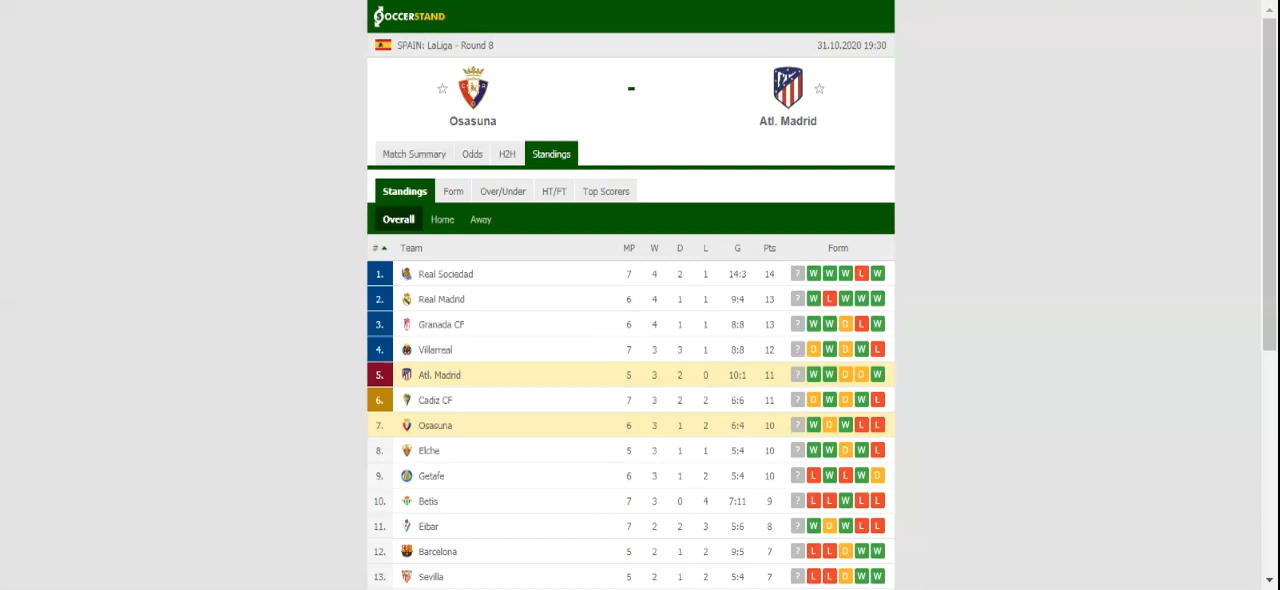 SOCCERSTAND
SPAIN: LaLiga - Round 8 31.10.2020 19:30
Osasuna - Atl. Madrid
Match Summary Odds H2H Standings
Standings Form Over/Under HT/FT Top Scorers
Overall Home Away
# Team MP W D L G Pts Form
1. Real Sociedad 7 4 2 1 14:3 14 ? W W W L W
2. Real Madrid 6 4 1 1 9:4 13 ? W L W W W
3. Granada CF 6 4 1 1 8:8 13 ? W W D L W
4. Villarreal 7 3 3 1 8:8 12 ? D W D W L
5. Atl. Madrid 5 3 2 0 10:1 11 ? W W D D W
6. Cadiz CF 7 3 2 2 6:6 11 ? D W D W L
7. Osasuna 6 3 1 2 6:4 10 ? W D W L L
8. Elche 5 3 1 1 5:4 10 ? W W D W L
9. Getafe 6 3 1 2 5:4 10 ? L W L W D
10. Betis 7 3 0 4 7:11 9 ? L L W L L
11. Eibar 7 2 2 3 5:6 8 ? W D W L L
12. Barcelona 5 2 1 2 9:5 7 ? L L D W W
13. Sevilla 5 2 1 2 5:4 7 ? L L D W W